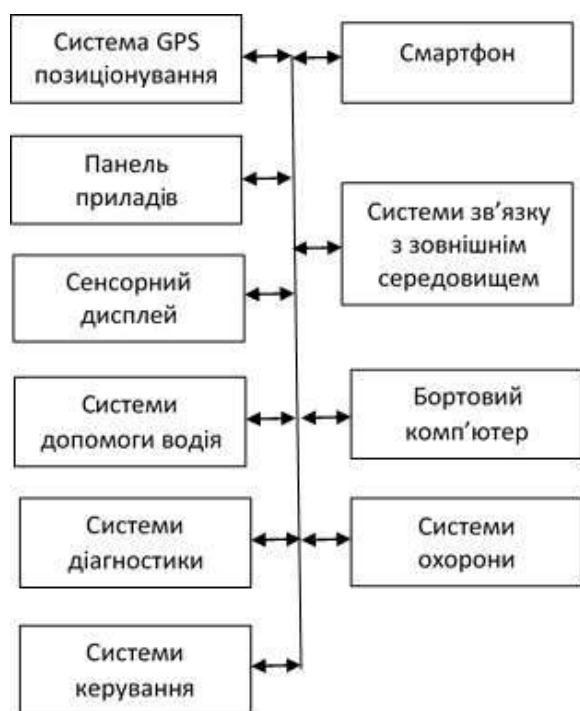 Система GPS
позиціонування
Смартфон
Панель
приладів
Системи зв’язку
з зовнішнім
середовищем
Сенсорний
дисплей
Системи
допомоги водія
Бортовий
комп’ютер
Системи
діагностики
Системи
охорони
Системи
керування